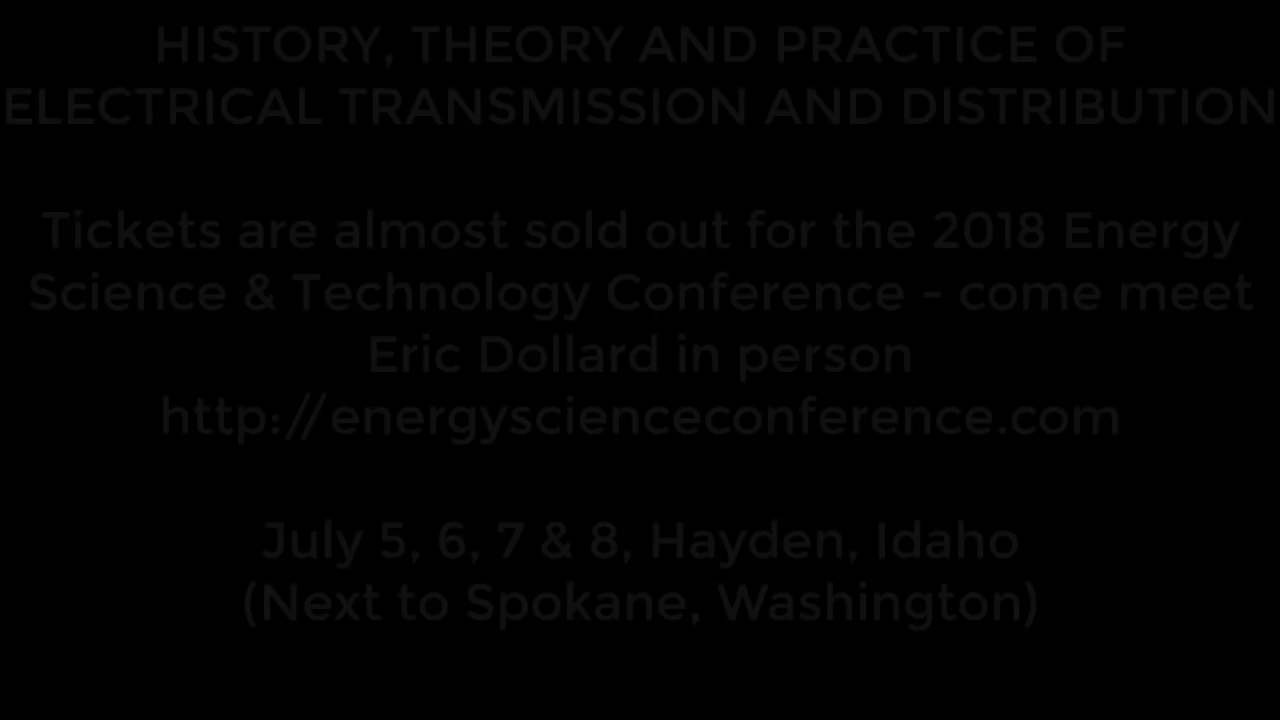 HISTORY, THEORY AND PRACTICE OF
ELECTRICAL TRANSMISSION AND DISTRIBUTION
Tickets are almost sold out for the 2018 Energy
Science & Technology Conference - come meet
Eric Dollard in person
http://energyscienceconference.com
July 5, 6, 7 & 8, Hayden, Idaho
(Next to Spokane, Washington)